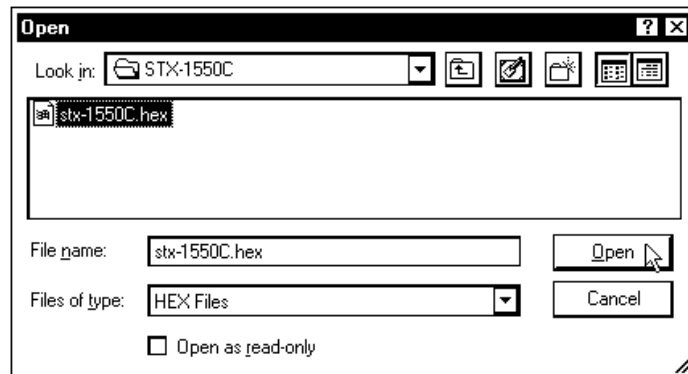 Open
Look in: STX-1550C
stx-1550C.hex
File name: stx-1550C.hex Open
Files of type: HEX Files Cancel
Open as read-only